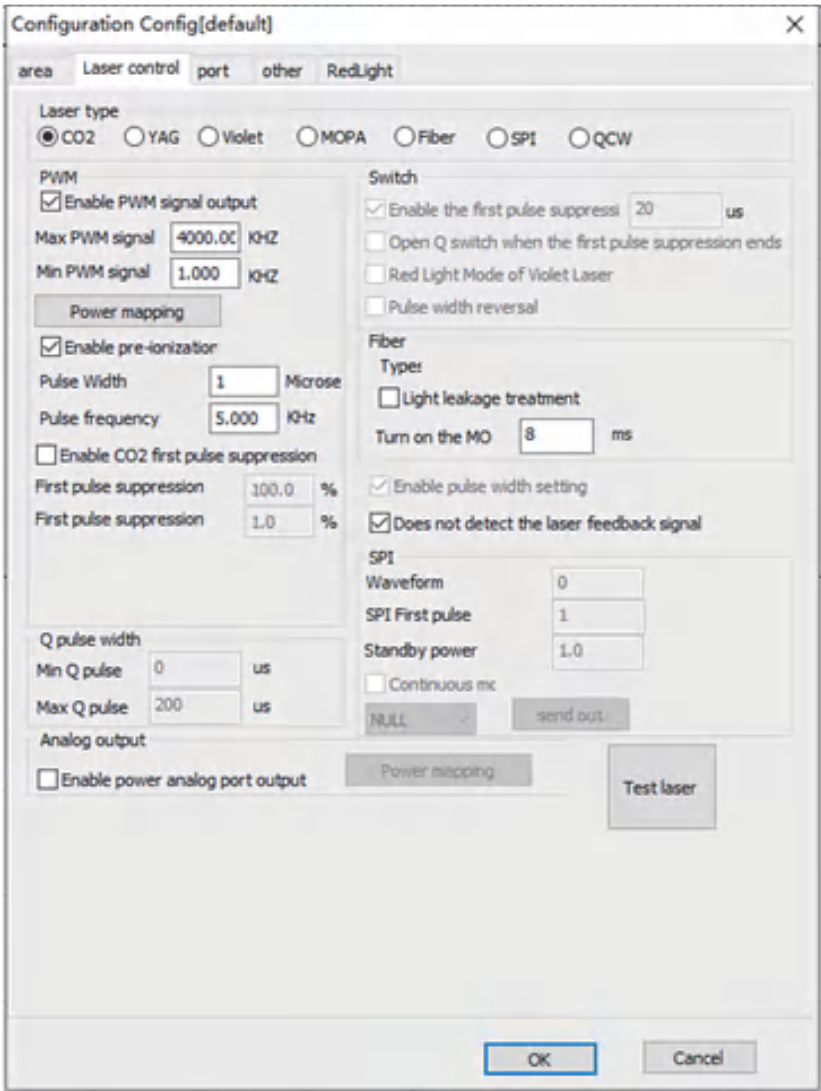 Configuration Config[default]
area Laser control port other RedLight
Laser type
CO2 YAG Violet MOPA Fiber SPI QCW
PWM
Enable PWM signal output
Max PWM signal 4000.00 KHZ
Min PWM signal 1.000 KHZ
Power mapping
Enable pre-ionization
Pulse Width 1 Microse
Pulse frequency 5.000 KHz
Enable CO2 first pulse suppression
First pulse suppression 100.0 %
First pulse suppression 1.0 %
Q pulse width
Min Q pulse 0 us
Max Q pulse 200 us
Analog output
Enable power analog port output
Power mapping
Switch
Enable the first pulse suppressi 20 us
Open Q switch when the first pulse suppression ends
Red Light Mode of Violet Laser
Pulse width reversal
Fiber
Type:
Light leakage treatment
Turn on the MO 8 ms
Enable pulse width setting
Does not detect the laser feedback signal
SPI
Waveform 0
SPI First pulse 1
Standby power 1.0
Continuous mc
NULL send out
Test laser
OK Cancel